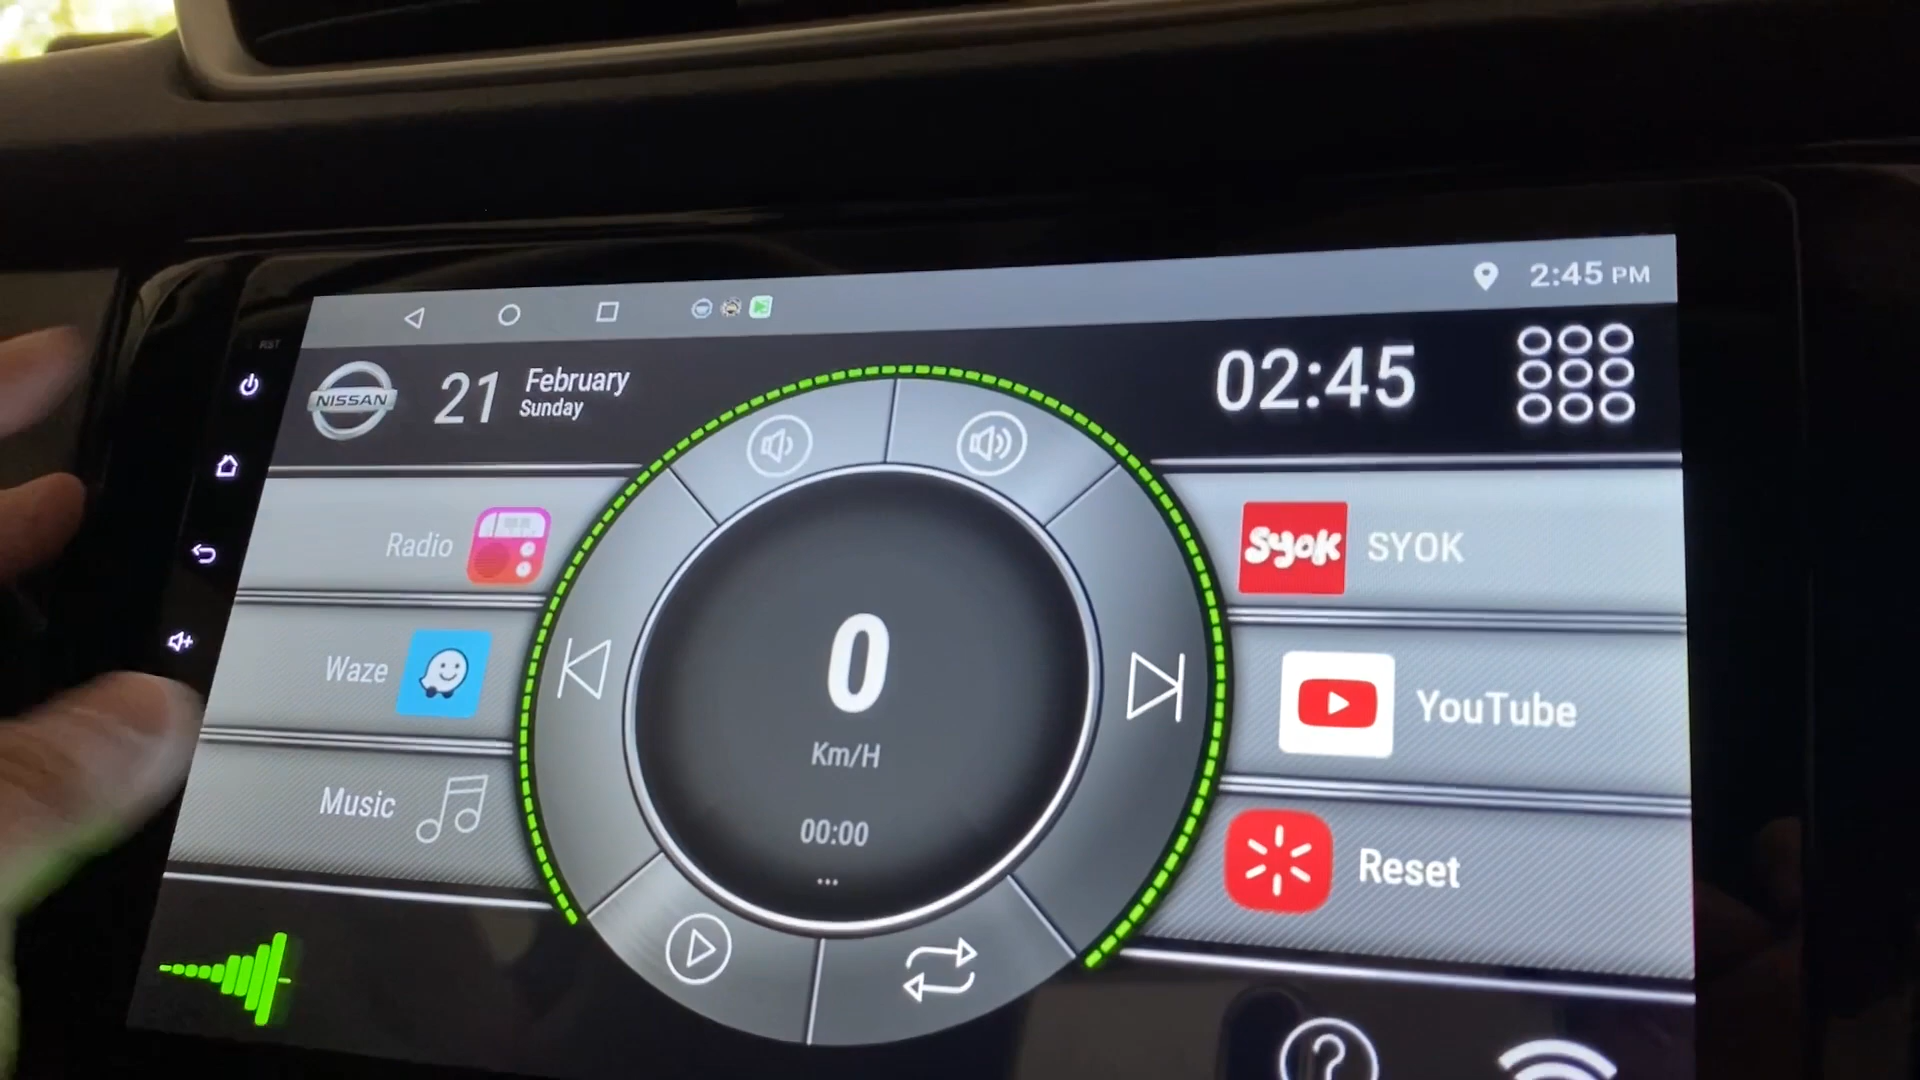 2:45 PM
RST
NISSAN
21
February
Sunday
02:45
Radio
Syok
SYOK
Waze
0
Km/H
YouTube
Music
00:00
...
Reset